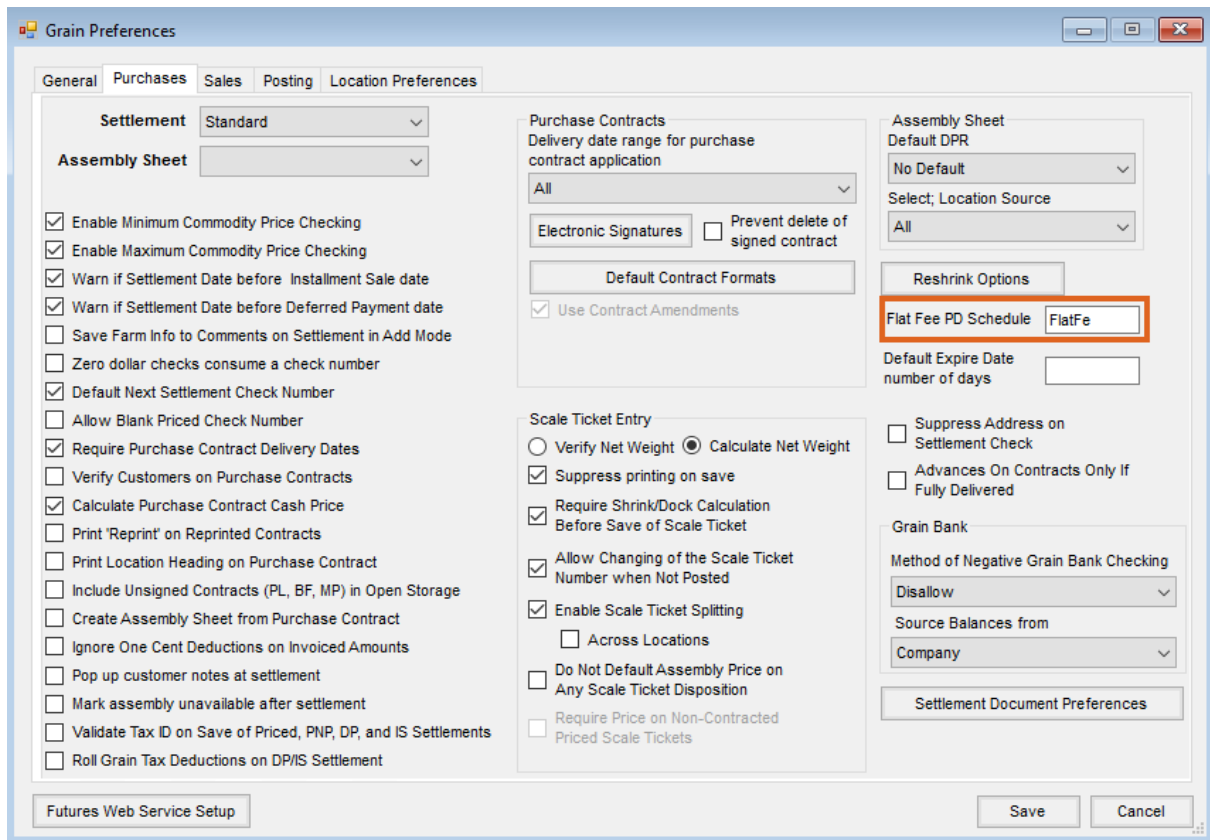 Grain Preferences
General Purchases Sales Posting Location Preferences
Settlement Standard
Assembly Sheet
Enable Minimum Commodity Price Checking
Enable Maximum Commodity Price Checking
Warn if Settlement Date before  Installment Sale date
Warn if Settlement Date before Deferred Payment date
Save Farm Info to Comments on Settlement in Add Mode
Zero dollar checks consume a check number
Default Next Settlement Check Number
Allow Blank Priced Check Number
Require Purchase Contract Delivery Dates
Verify Customers on Purchase Contracts
Calculate Purchase Contract Cash Price
Print 'Reprint' on Reprinted Contracts
Print Location Heading on Purchase Contract
Include Unsigned Contracts (PL, BF, MP) in Open Storage
Create Assembly Sheet from Purchase Contract
Ignore One Cent Deductions on Invoiced Amounts
Pop up customer notes at settlement
Mark assembly unavailable after settlement
Validate Tax ID on Save of Priced, PNP, DP, and IS Settlements
Roll Grain Tax Deductions on DP/IS Settlement
Purchase Contracts
Delivery date range for purchase
contract application
All
Electronic Signatures
Prevent delete of
signed contract
Default Contract Formats
Use Contract Amendments
Scale Ticket Entry
Verify Net Weight Calculate Net Weight
Suppress printing on save
Require Shrink/Dock Calculation
Before Save of Scale Ticket
Allow Changing of the Scale Ticket
Number when Not Posted
Enable Scale Ticket Splitting
Across Locations
Do Not Default Assembly Price on
Any Scale Ticket Disposition
Require Price on Non-Contracted
Priced Scale Tickets
Assembly Sheet
Default DPR
No Default
Select; Location Source
All
Reshrink Options
Flat Fee PD Schedule FlatFe
Default Expire Date
number of days
Suppress Address on
Settlement Check
Advances On Contracts Only If
Fully Delivered
Grain Bank
Method of Negative Grain Bank Checking
Disallow
Source Balances from
Company
Settlement Document Preferences
Futures Web Service Setup
Save Cancel